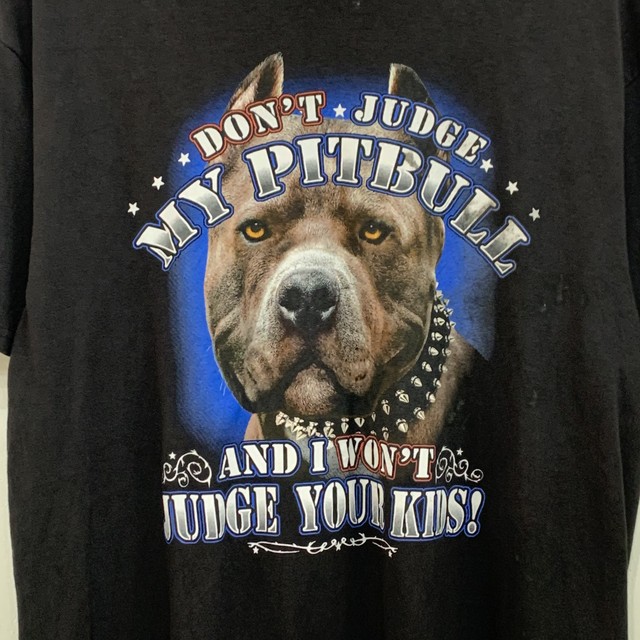 DON'T JUDGE
MY PITBULL
AND I WON'T
JUDGE YOUR KIDS!